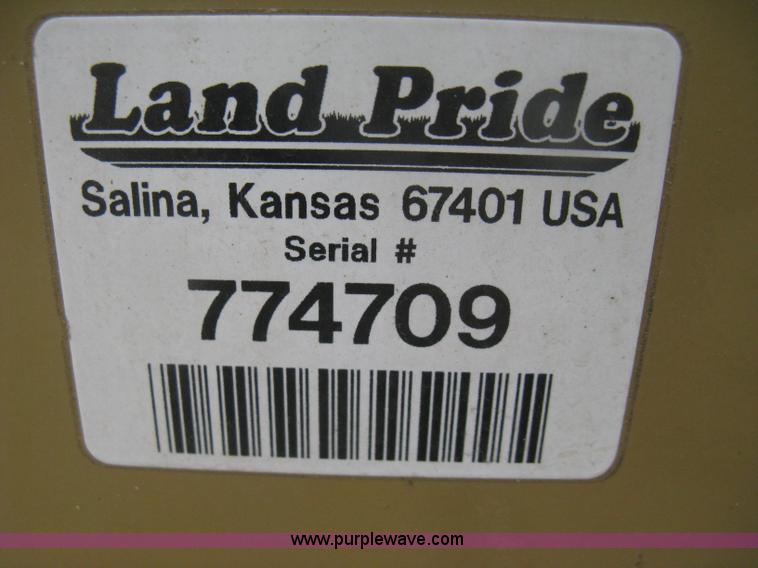 Land Pride
Salina, Kansas 67401 USA
Serial #
774709
www.purplewave.com